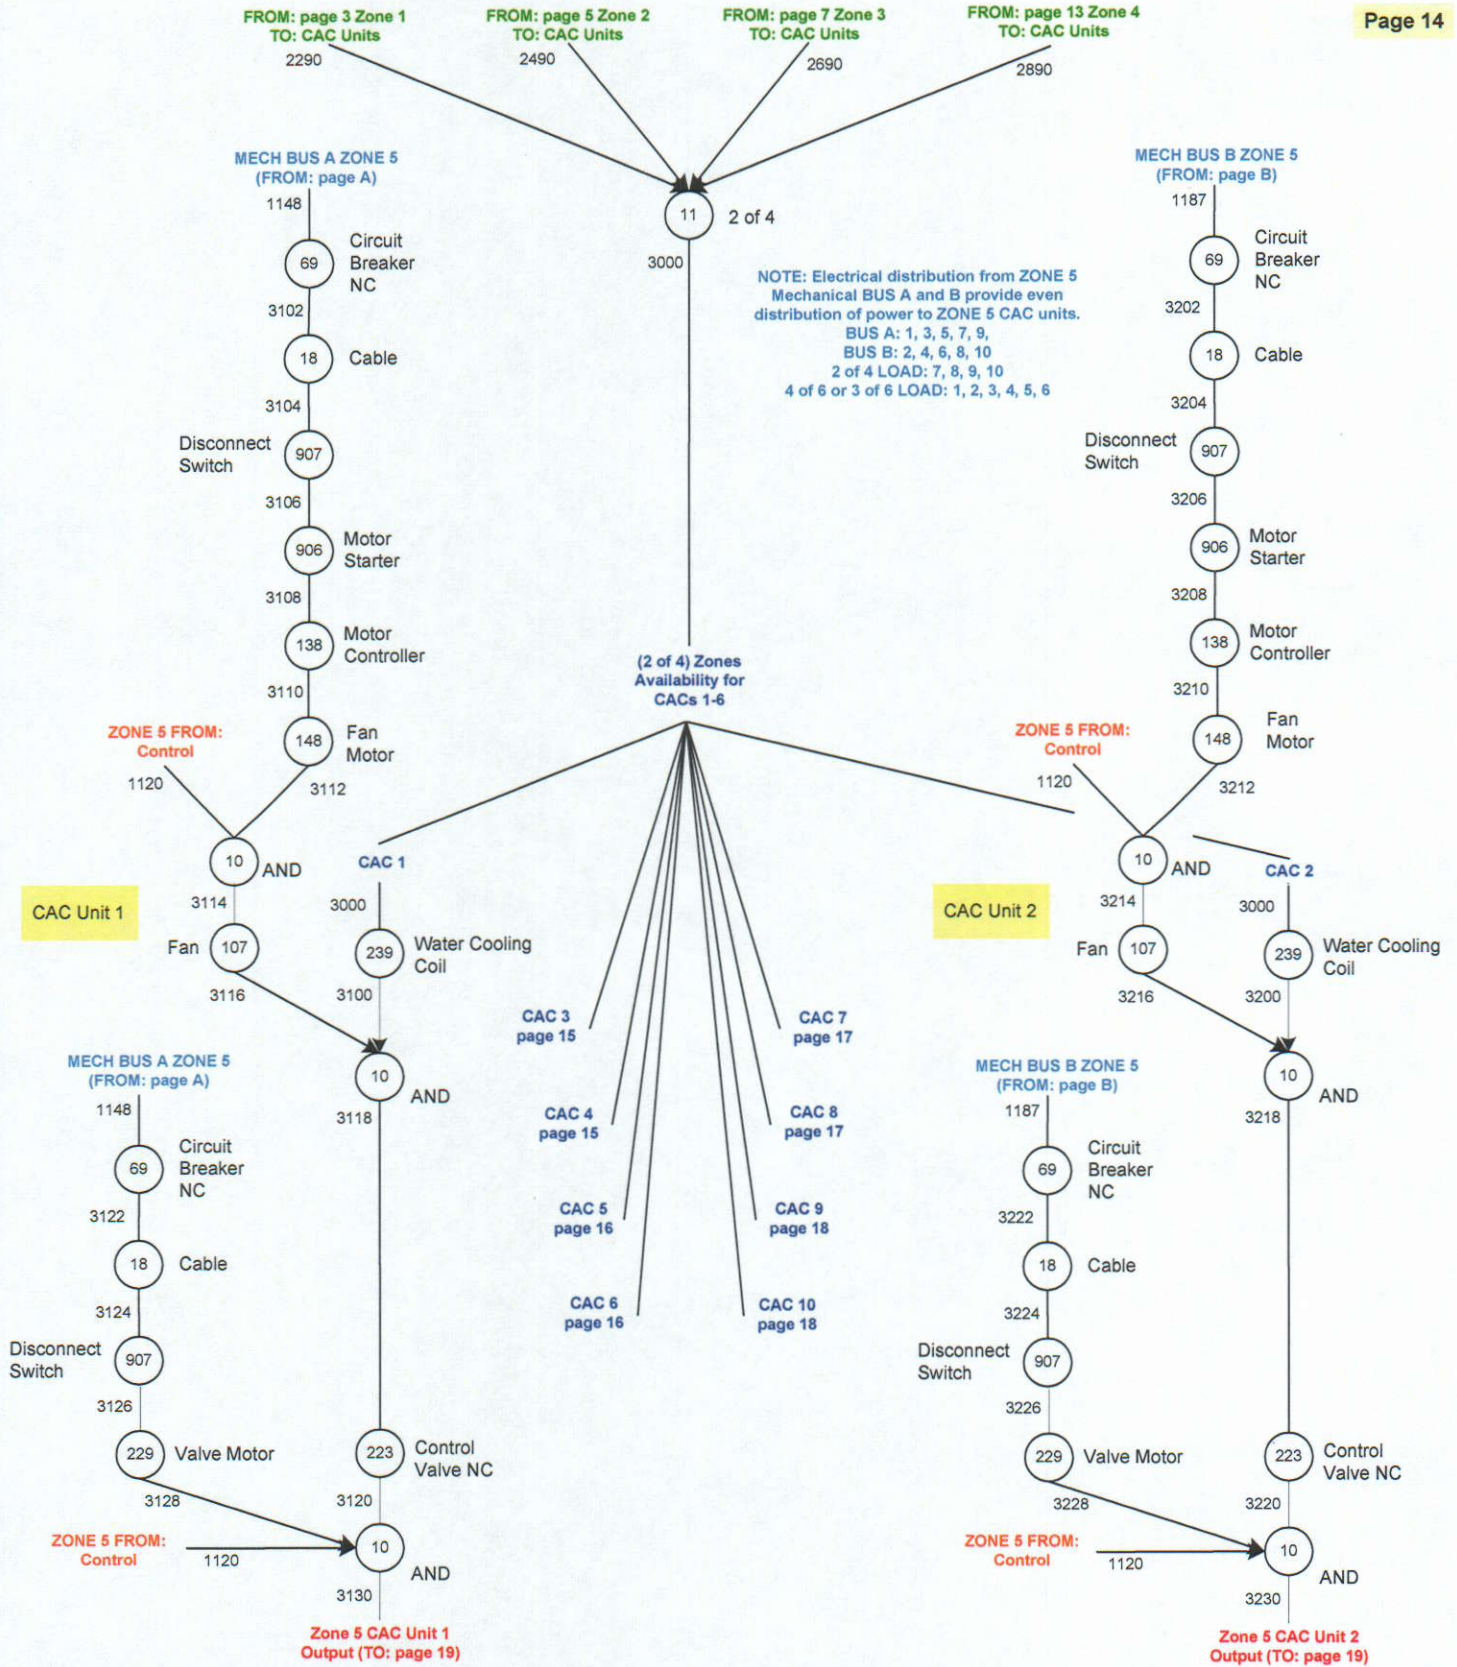 FROM: page 3 Zone 1
TO: CAC Units
2290
FROM: page 5 Zone 2
TO: CAC Units
2490
FROM: page 7 Zone 3
TO: CAC Units
2690
FROM: page 13 Zone 4
TO: CAC Units
2890
Page 14
11
2 of 4
3000
NOTE: Electrical distribution from ZONE 5
Mechanical BUS A and B provide even
distribution of power to ZONE 5 CAC units.
BUS A: 1, 3, 5, 7, 9,
BUS B: 2, 4, 6, 8, 10
2 of 4 LOAD: 7, 8, 9, 10
4 of 6 or 3 of 6 LOAD: 1, 2, 3, 4, 5, 6
MECH BUS A ZONE 5
(FROM: page A)
1148
69
Circuit
Breaker
NC
3102
18
Cable
3104
Disconnect
Switch
907
3106
906
Motor
Starter
3108
138
Motor
Controller
3110
148
Fan
Motor
3112
ZONE 5 FROM:
Control
1120
10
AND
CAC Unit 1
3114
Fan
107
3116
CAC 1
3000
239
Water Cooling
Coil
3100
10
AND
3118
MECH BUS A ZONE 5
(FROM: page A)
1148
69
Circuit
Breaker
NC
3122
18
Cable
3124
Disconnect
Switch
907
3126
229
Valve Motor
3128
223
Control
Valve NC
3120
ZONE 5 FROM:
Control
1120
10
AND
3130
Zone 5 CAC Unit 1
Output (TO: page 19)
(2 of 4) Zones
Availability for
CACs 1-6
CAC 3
page 15
CAC 4
page 15
CAC 5
page 16
CAC 6
page 16
CAC 7
page 17
CAC 8
page 17
CAC 9
page 18
CAC 10
page 18
MECH BUS B ZONE 5
(FROM: page B)
1187
69
Circuit
Breaker
NC
3202
18
Cable
3204
Disconnect
Switch
907
3206
906
Motor
Starter
3208
138
Motor
Controller
3210
148
Fan
Motor
3212
ZONE 5 FROM:
Control
1120
10
AND
CAC Unit 2
3214
Fan
107
3216
CAC 2
3000
239
Water Cooling
Coil
3200
10
AND
3218
MECH BUS B ZONE 5
(FROM: page B)
1187
69
Circuit
Breaker
NC
3222
18
Cable
3224
Disconnect
Switch
907
3226
229
Valve Motor
3228
223
Control
Valve NC
3220
ZONE 5 FROM:
Control
1120
10
AND
3230
Zone 5 CAC Unit 2
Output (TO: page 19)